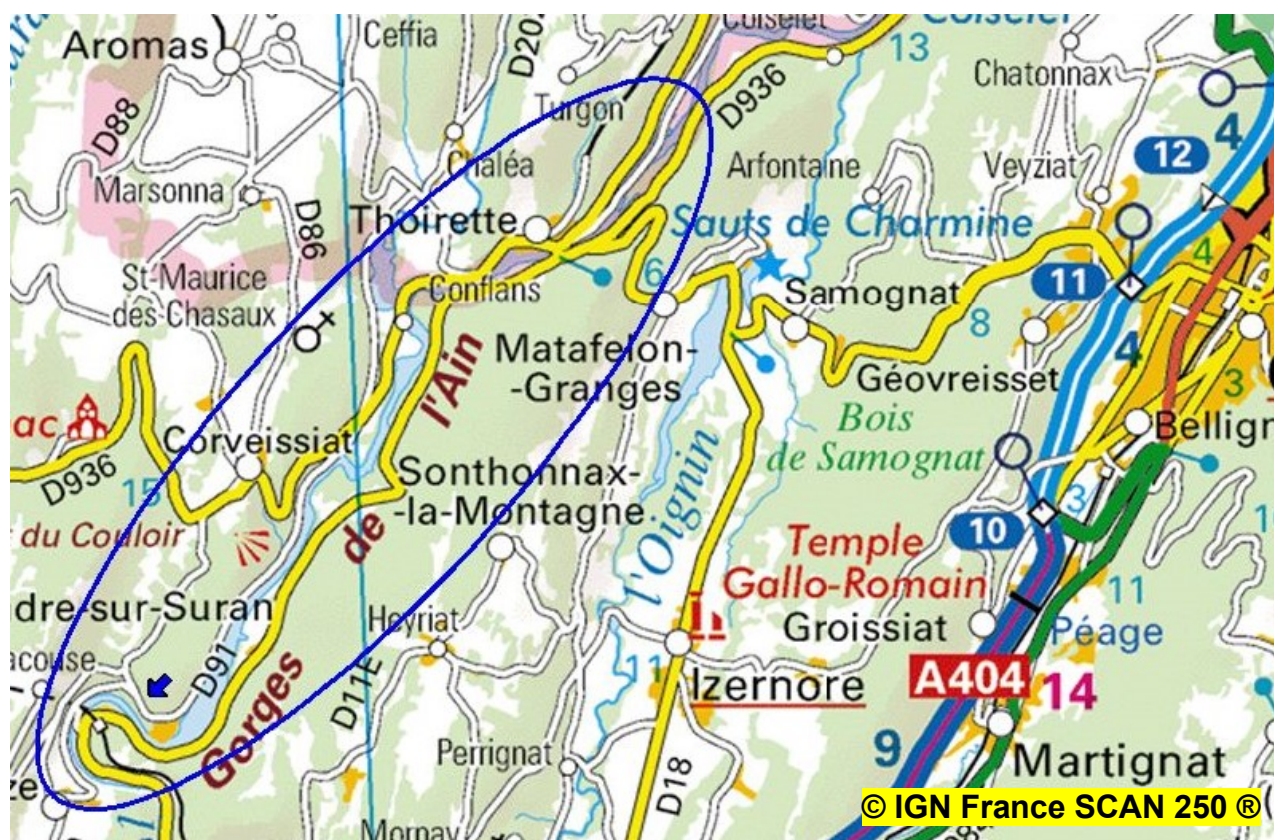 Coiselet
Aromas
Ceffia
D20
13
Chatonnax
D88
Turgon
D936
4
12
Chaléa
Arfontaine
Veyziat
Marsonna
D86
Thoirette
Sauts de Charmine
4
St-Maurice
des-Chasaux
Conflans
6
11
Samognat
8
Matafelon-
-Granges
l'Ain
4
Géovreisset
3
Bois
de Samognat
Bellign
ac
Corveissiat
D936
15
Sonthonnax-
-la-Montagne
l'Oignin
3
du Couloir
de
10
Temple
Gallo-Romain
11
dre-sur-Suran
Heyriat
Groissiat
Péage
acouse
D91
D11E
11
Izernore
A404
14
Gorges
9
Perrignat
Martignat
ze
D18
Mornay
© IGN France SCAN 250 ®